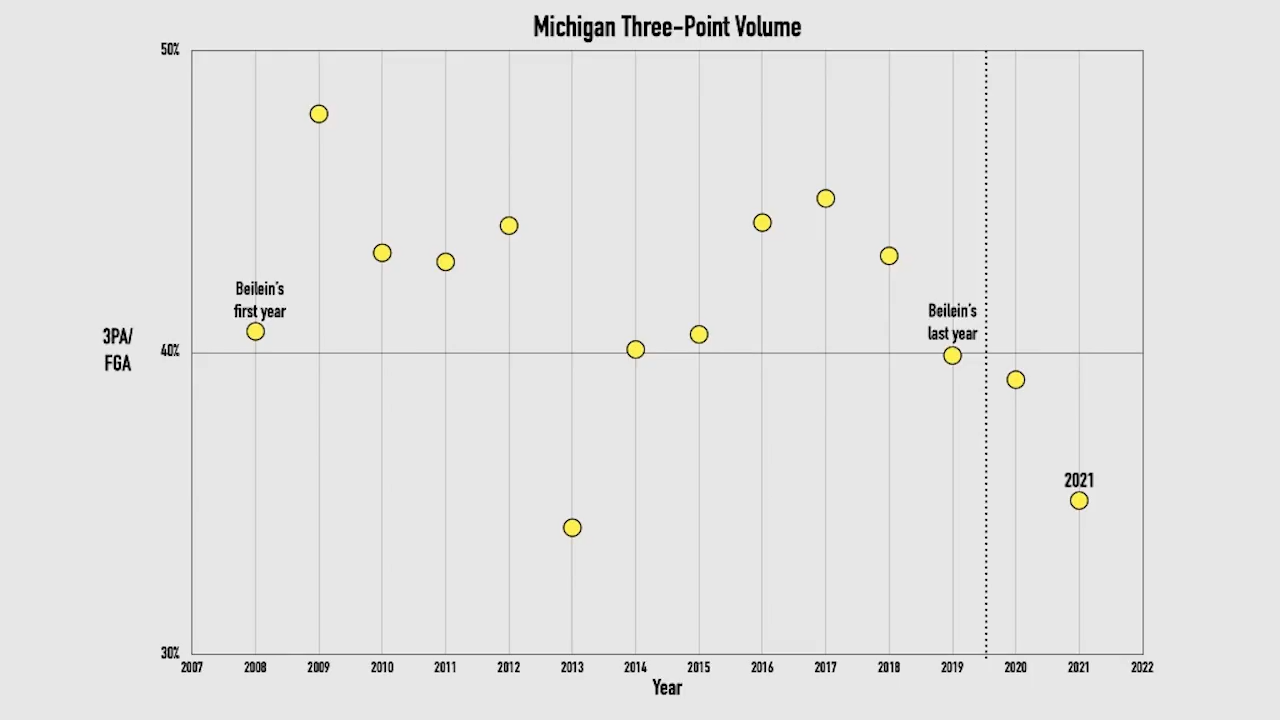 Michigan Three-Point Volume
50%
Beilein's
first year
Beilein's
last year
3PA/
FGA
40%
2021
30%
2007 2008 2009 2010 2011 2012 2013 2014 2015 2016 2017 2018 2019 2020 2021 2022
Year